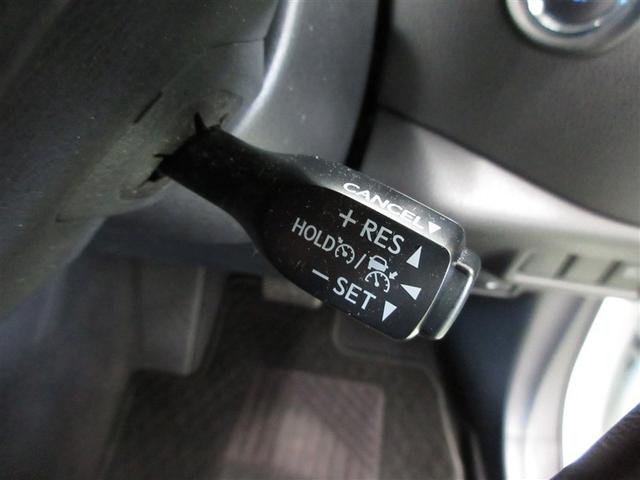 CANCEL▼
+ RES ▲
HOLD / ◀
− SET ▼